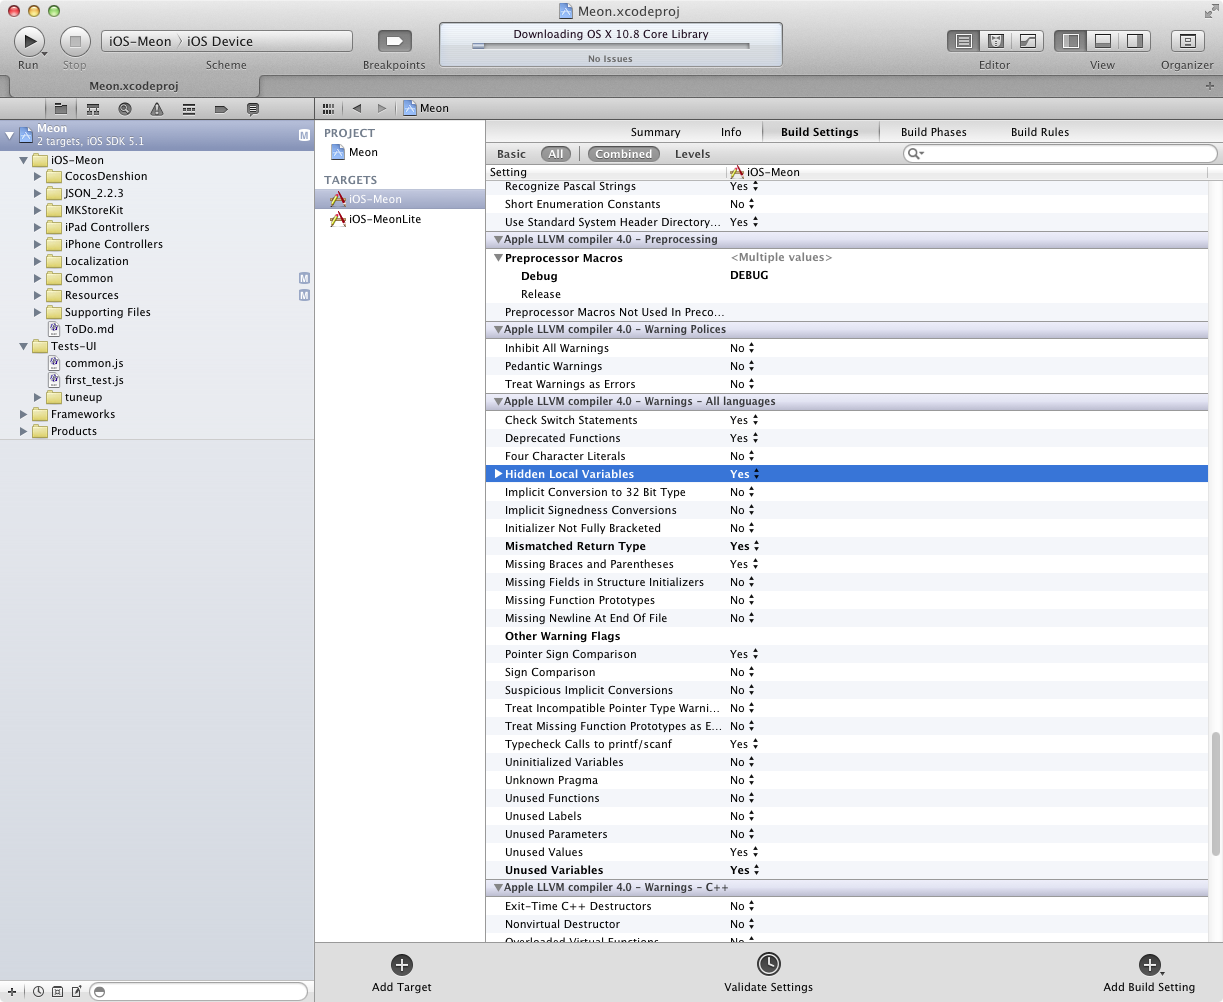 Meon.xcodeproj
iOS-Meon 〉iOS Device
Downloading OS X 10.8 Core Library
No Issues
Run
Stop
Scheme
Breakpoints
Editor
View
Organizer
Meon.xcodeproj
Meon
2 targets, iOS SDK 5.1
M
iOS-Meon
CocosDenshion
JSON_2.2.3
MKStoreKit
iPad Controllers
iPhone Controllers
Localization
Common
M
Resources
M
Supporting Files
ToDo.md
Tests-UI
common.js
first_test.js
tuneup
Frameworks
Products
Meon
PROJECT
Meon
TARGETS
iOS-Meon
iOS-MeonLite
Summary
Info
Build Settings
Build Phases
Build Rules
Basic
All
Combined
Levels
Setting
iOS-Meon
Recognize Pascal Strings Yes
Short Enumeration Constants No
Use Standard System Header Directory... Yes
Apple LLVM compiler 4.0 - Preprocessing
Preprocessor Macros <Multiple values>
Debug DEBUG
Release
Preprocessor Macros Not Used In Preco...
Apple LLVM compiler 4.0 - Warning Polices
Inhibit All Warnings No
Pedantic Warnings No
Treat Warnings as Errors No
Apple LLVM compiler 4.0 - Warnings - All languages
Check Switch Statements Yes
Deprecated Functions Yes
Four Character Literals No
Hidden Local Variables Yes
Implicit Conversion to 32 Bit Type No
Implicit Signedness Conversions No
Initializer Not Fully Bracketed No
Mismatched Return Type Yes
Missing Braces and Parentheses Yes
Missing Fields in Structure Initializers No
Missing Function Prototypes No
Missing Newline At End Of File No
Other Warning Flags
Pointer Sign Comparison Yes
Sign Comparison No
Suspicious Implicit Conversions No
Treat Incompatible Pointer Type Warni... No
Treat Missing Function Prototypes as E... No
Typecheck Calls to printf/scanf Yes
Uninitialized Variables No
Unknown Pragma No
Unused Functions No
Unused Labels No
Unused Parameters No
Unused Values Yes
Unused Variables Yes
Apple LLVM compiler 4.0 - Warnings - C++
Exit-Time C++ Destructors No
Nonvirtual Destructor No
Overloaded Virtual Functions No
Add Target
Validate Settings
Add Build Setting